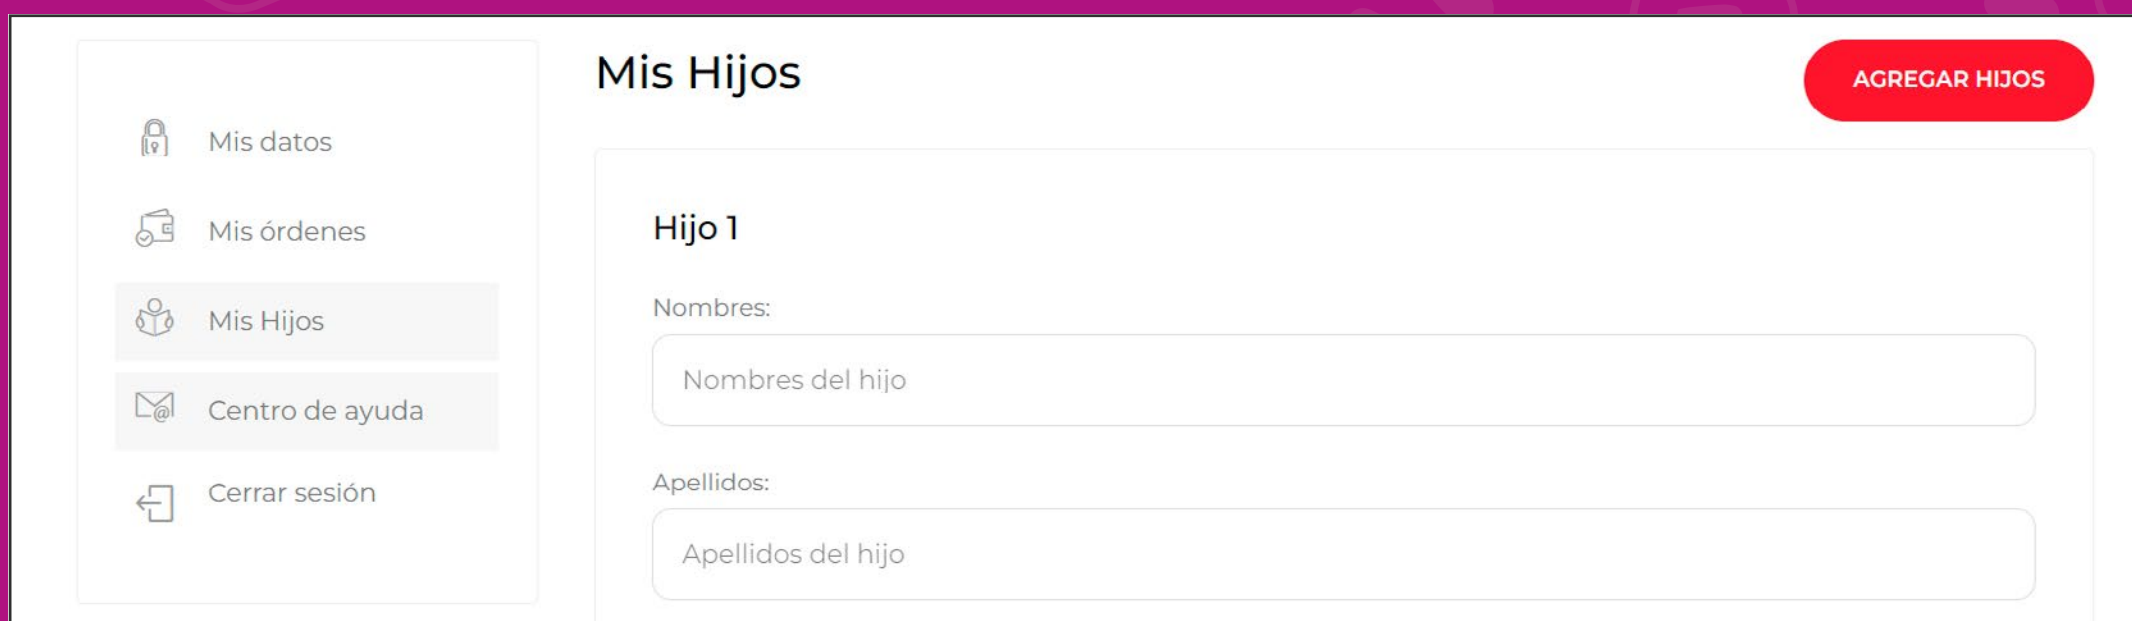 Mis datos
Mis órdenes
Mis Hijos
Centro de ayuda
Cerrar sesión
Mis Hijos
AGREGAR HIJOS
Hijo 1
Nombres:
Nombres del hijo
Apellidos:
Apellidos del hijo